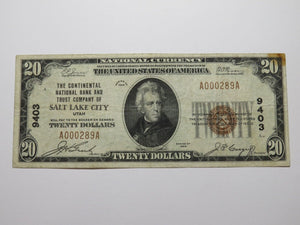 NATIONAL CURRENCY
20 THE UNITED STATES OF AMERICA 20
THE CONTINENTAL
NATIONAL BANK AND
TRUST COMPANY OF
SALT LAKE CITY
UTAH
WILL PAY TO THE BEARER ON DEMAND
TWENTY DOLLARS
A000289A
A000289A
9403
9403
20 TWENTY DOLLARS 20